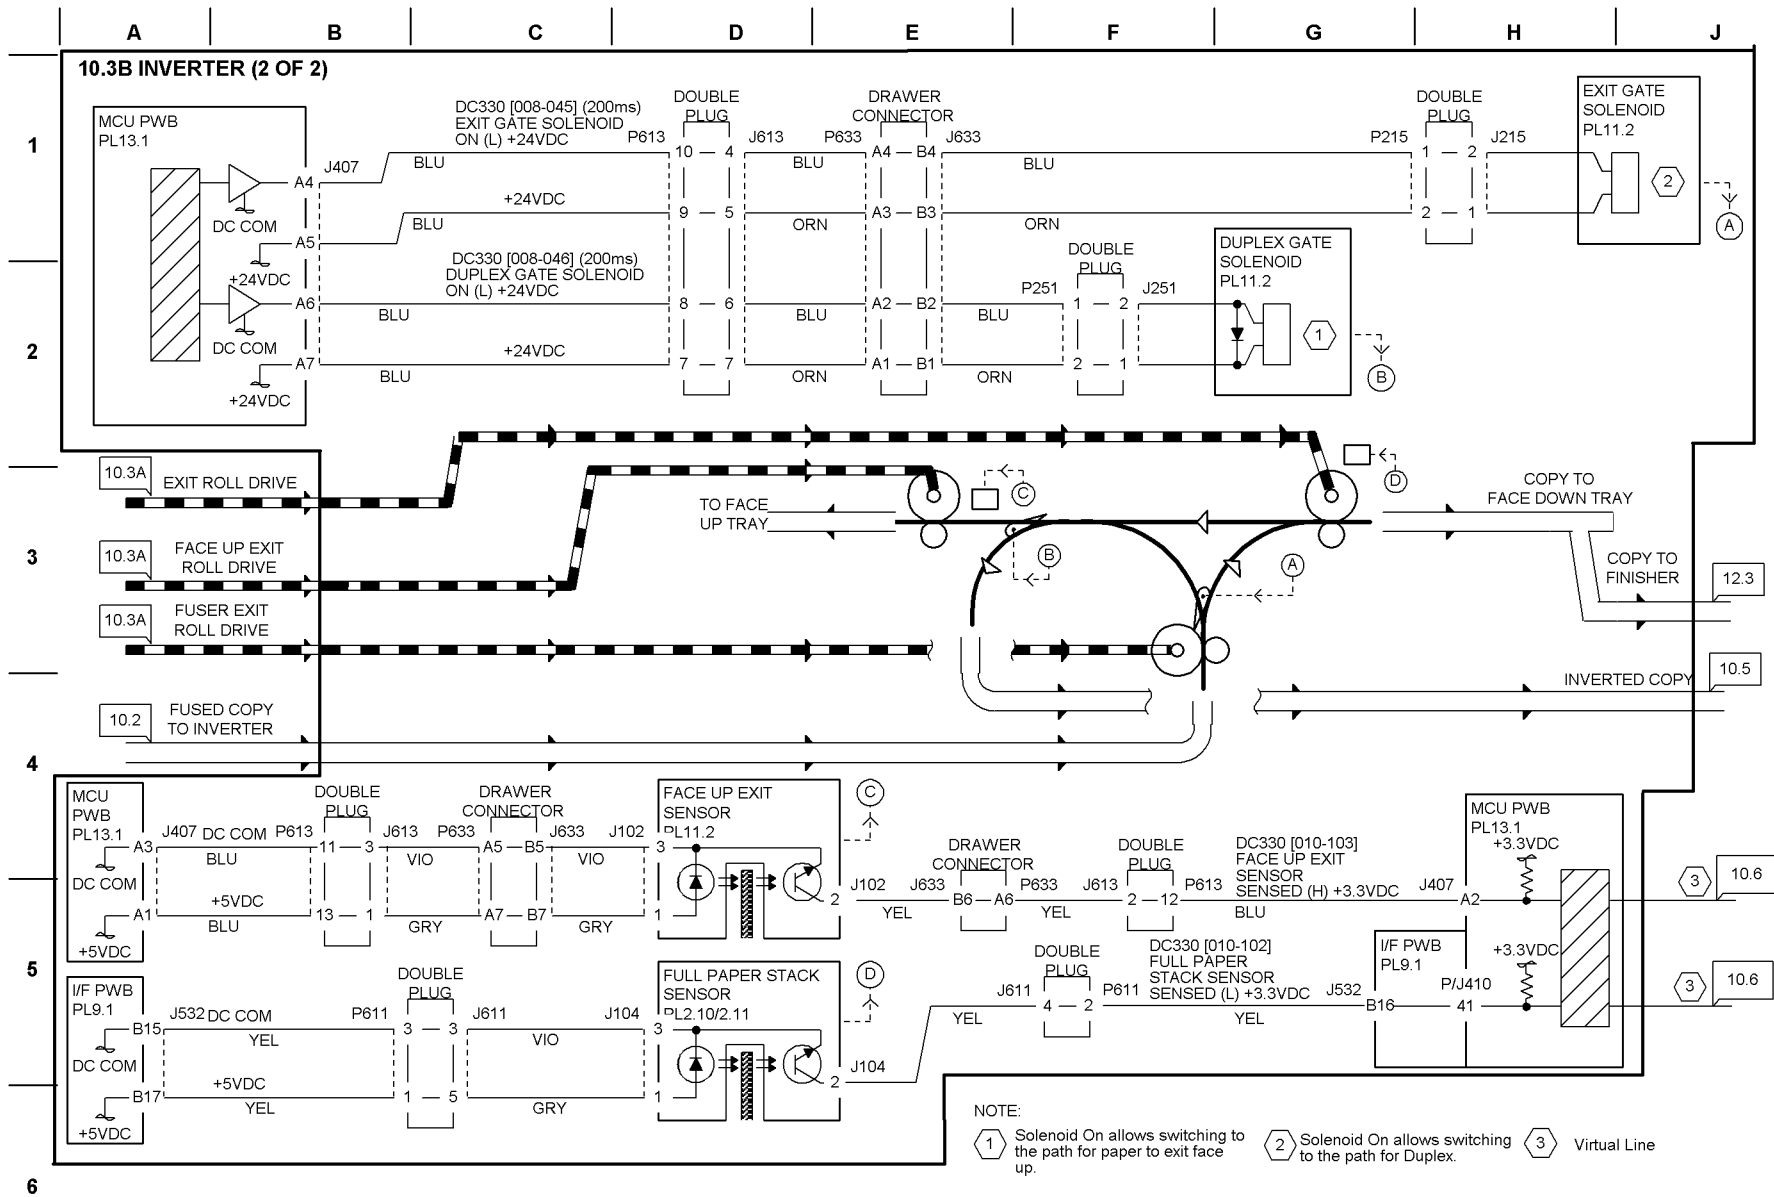 A B C D E F G H J
10.3B INVERTER (2 OF 2)
1
MCU PWB
PL13.1
DC330 [008-045] (200ms)
EXIT GATE SOLENOID
ON (L) +24VDC
DOUBLE
PLUG
DRAWER
CONNECTOR
DOUBLE
PLUG
EXIT GATE
SOLENOID
PL11.2
P613 J613 P633 J633 P215 J215
J407
BLU 10 4 BLU A4 B4 BLU 1 2
A4
2
DC COM
+24VDC
BLU 9 5 ORN A3 B3 ORN 2 1
A
A5
+24VDC
DC330 [008-046] (200ms)
DUPLEX GATE SOLENOID
ON (L) +24VDC
DOUBLE
PLUG
DUPLEX GATE
SOLENOID
PL11.2
P251 J251
A6 BLU 8 6 BLU A2 B2 BLU 1 2
DC COM
1
2
+24VDC
A7 BLU 7 7 ORN A1 B1 ORN 2 1
+24VDC
B
10.3A
EXIT ROLL DRIVE
TO FACE
UP TRAY
C
D
COPY TO
FACE DOWN TRAY
3
10.3A
FACE UP EXIT
ROLL DRIVE
B
A
COPY TO
FINISHER
12.3
10.3A
FUSER EXIT
ROLL DRIVE
INVERTED COPY
10.5
10.2
FUSED COPY
TO INVERTER
4
MCU
PWB
PL13.1
DOUBLE
PLUG
DRAWER
CONNECTOR
FACE UP EXIT
SENSOR
PL11.2
C
J407 DC COM P613 J613 P633 J633 J102
A3 BLU 11 3 VIO A5 B5 VIO 3
DC COM
+5VDC
A1 BLU 13 1 GRY A7 B7 GRY 1
+5VDC
2
J102
YEL
DRAWER
CONNECTOR
J633 P633
B6 A6
YEL
DOUBLE
PLUG
J613 P613
2 12
DC330 [010-103]
FACE UP EXIT
SENSOR
SENSED (H) +3.3VDC
BLU
J407
A2
MCU PWB
PL13.1
+3.3VDC
3
10.6
5
I/F PWB
PL9.1
DOUBLE
PLUG
FULL PAPER STACK
SENSOR
PL2.10/2.11
D
J532 DC COM P611 J611 J104
B15 YEL 3 3 VIO 3
DC COM
+5VDC
B17 YEL 1 5 GRY 1
+5VDC
2
J104
YEL
DOUBLE
PLUG
J611 P611
4 2
DC330 [010-102]
FULL PAPER
STACK SENSOR
SENSED (L) +3.3VDC
YEL
J532
B16
I/F PWB
PL9.1
P/J410
41
+3.3VDC
3
10.6
NOTE:
1 Solenoid On allows switching to
the path for paper to exit face
up.
2 Solenoid On allows switching
to the path for Duplex.
3 Virtual Line
6